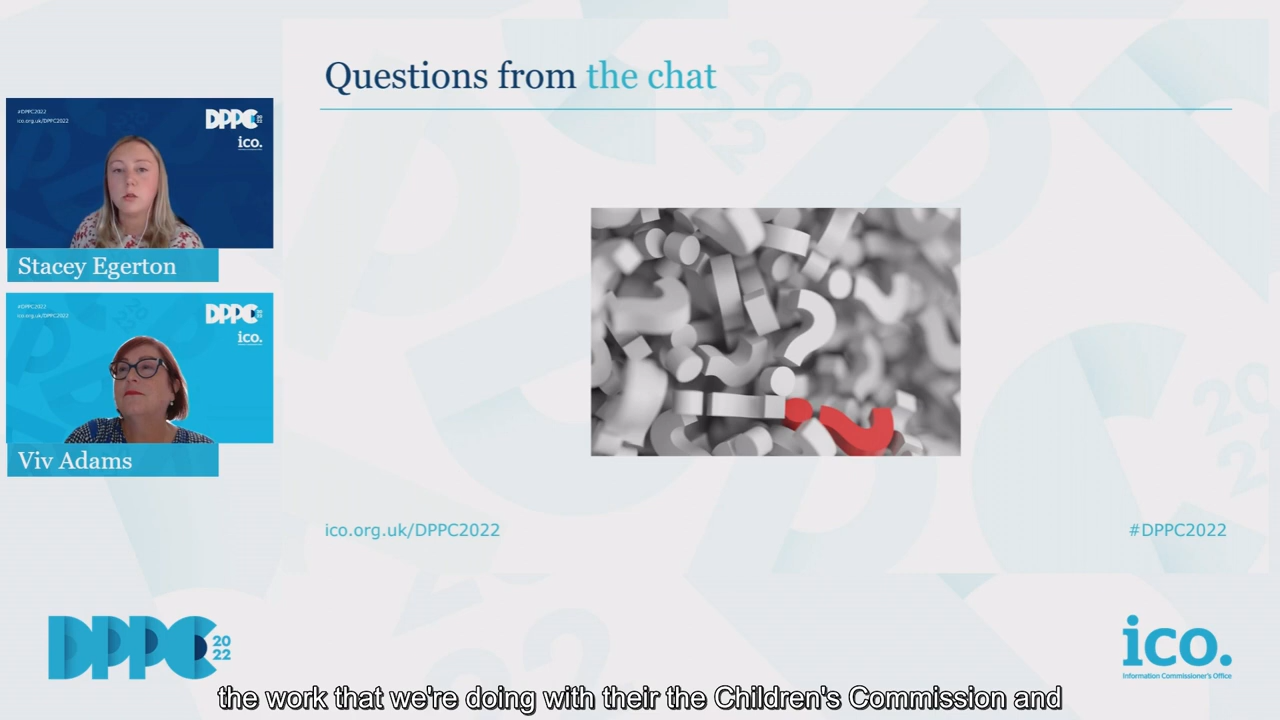 Questions from the chat
#DPPC2022
ico.org.uk/DPPC2022
DPPC 2022
ico.
Stacey Egerton
#DPPC2022
ico.org.uk/DPPC2022
DPPC 2022
ico.
Viv Adams
ico.org.uk/DPPC2022
#DPPC2022
DPPC 2022
ico.
Information Commissioner's Office
the work that we're doing with their the Children's Commission and